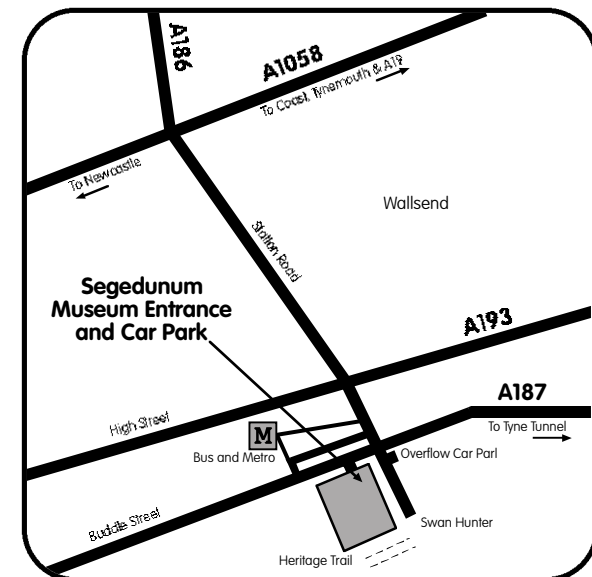 A186
A1058
To Coast, Tynemouth & A19
To Newcastle
Wallsend
Station Road
Segedunum
Museum Entrance
and Car Park
A193
A187
High Street
To Tyne Tunnel
M
Bus and Metro
Overflow Car Parl
Buddle Street
Swan Hunter
Heritage Trail